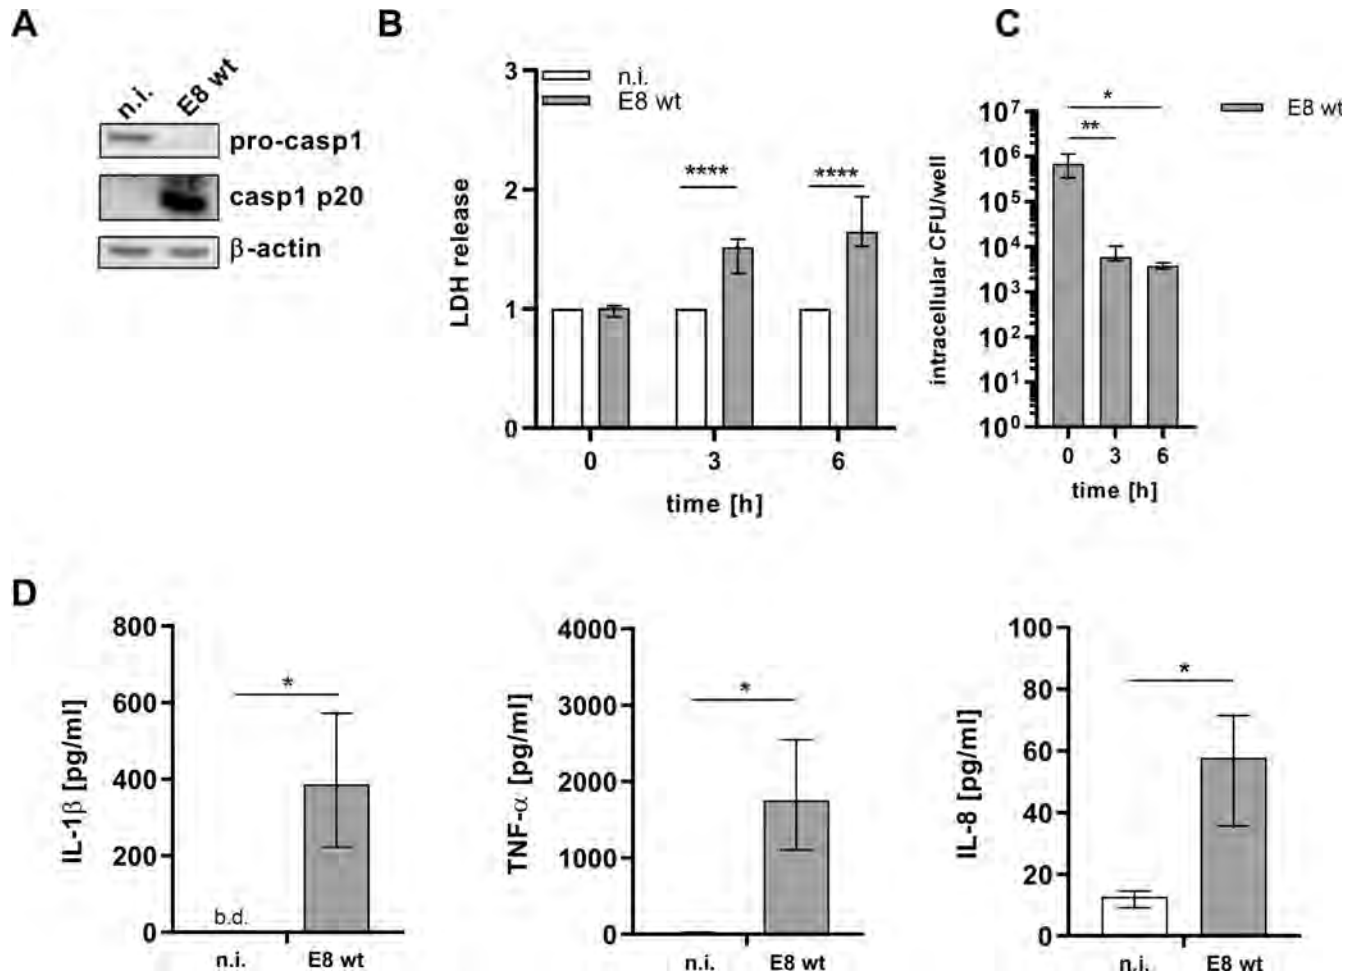 A
n.i.
E8 wt
pro-casp1
casp1 p20
β-actin
B
n.i.
E8 wt
3
2
1
0
LDH release
****
****
0
3
6
time [h]
C
E8 wt
10⁷
10⁶
10⁵
10⁴
10³
10²
10¹
10⁰
intracellular CFU/well
*
**
0
3
6
time [h]
D
800
600
400
200
0
IL-1β [pg/ml]
*
b.d.
n.i.
E8 wt
4000
3000
2000
1000
0
TNF-α [pg/ml]
*
n.i.
E8 wt
100
80
60
40
20
0
IL-8 [pg/ml]
*
n.i.
E8 wt